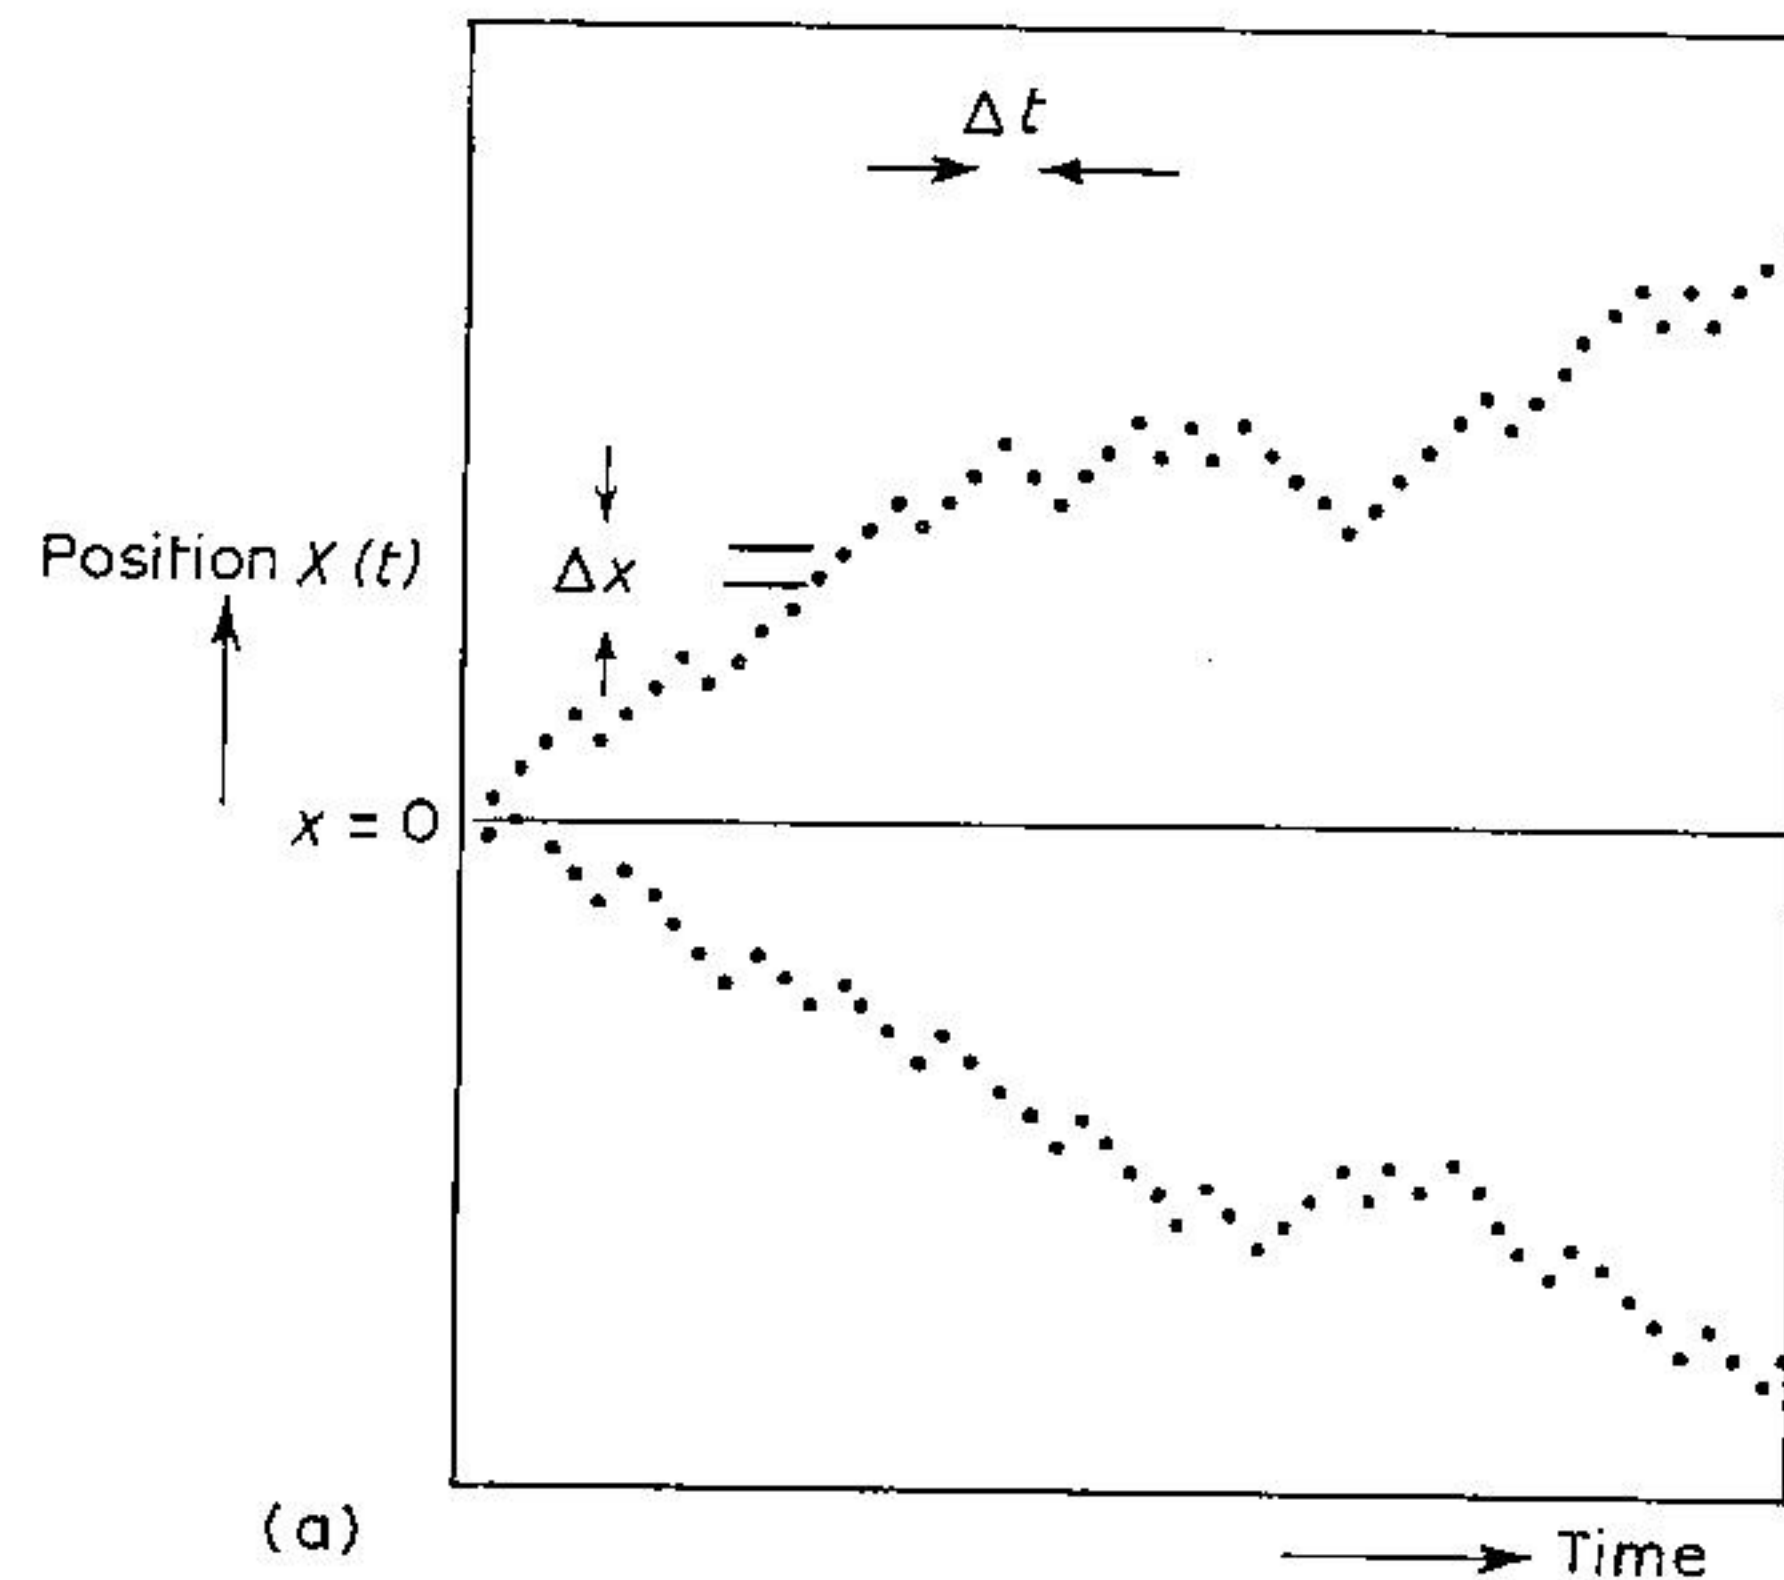 Δt
Position X(t)
Δx
x = 0
(a)
Time